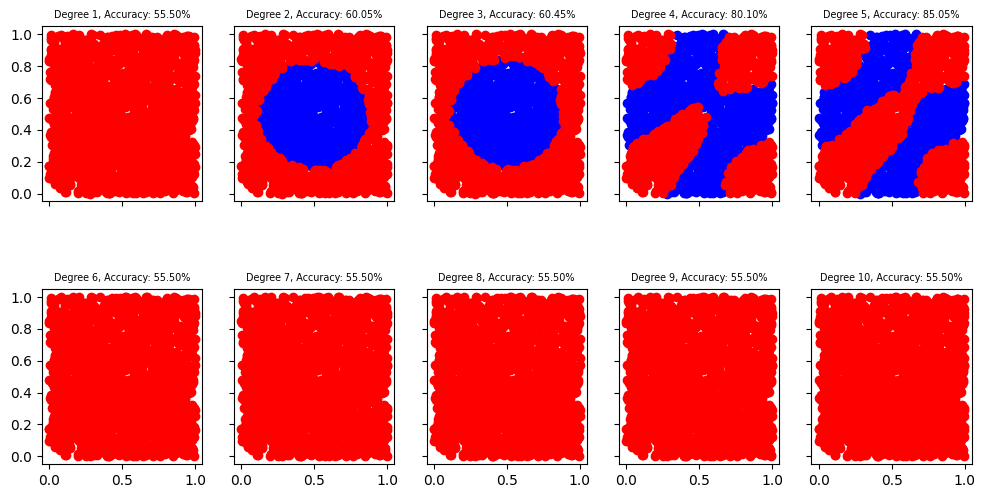 Degree 1, Accuracy: 55.50%
Degree 2, Accuracy: 60.05%
Degree 3, Accuracy: 60.45%
Degree 4, Accuracy: 80.10%
Degree 5, Accuracy: 85.05%
1.0
0.8
0.6
0.4
0.2
0.0
Degree 6, Accuracy: 55.50%
Degree 7, Accuracy: 55.50%
Degree 8, Accuracy: 55.50%
Degree 9, Accuracy: 55.50%
Degree 10, Accuracy: 55.50%
1.0
0.8
0.6
0.4
0.2
0.0
0.0 0.5 1.0
0.0 0.5 1.0
0.0 0.5 1.0
0.0 0.5 1.0
0.0 0.5 1.0